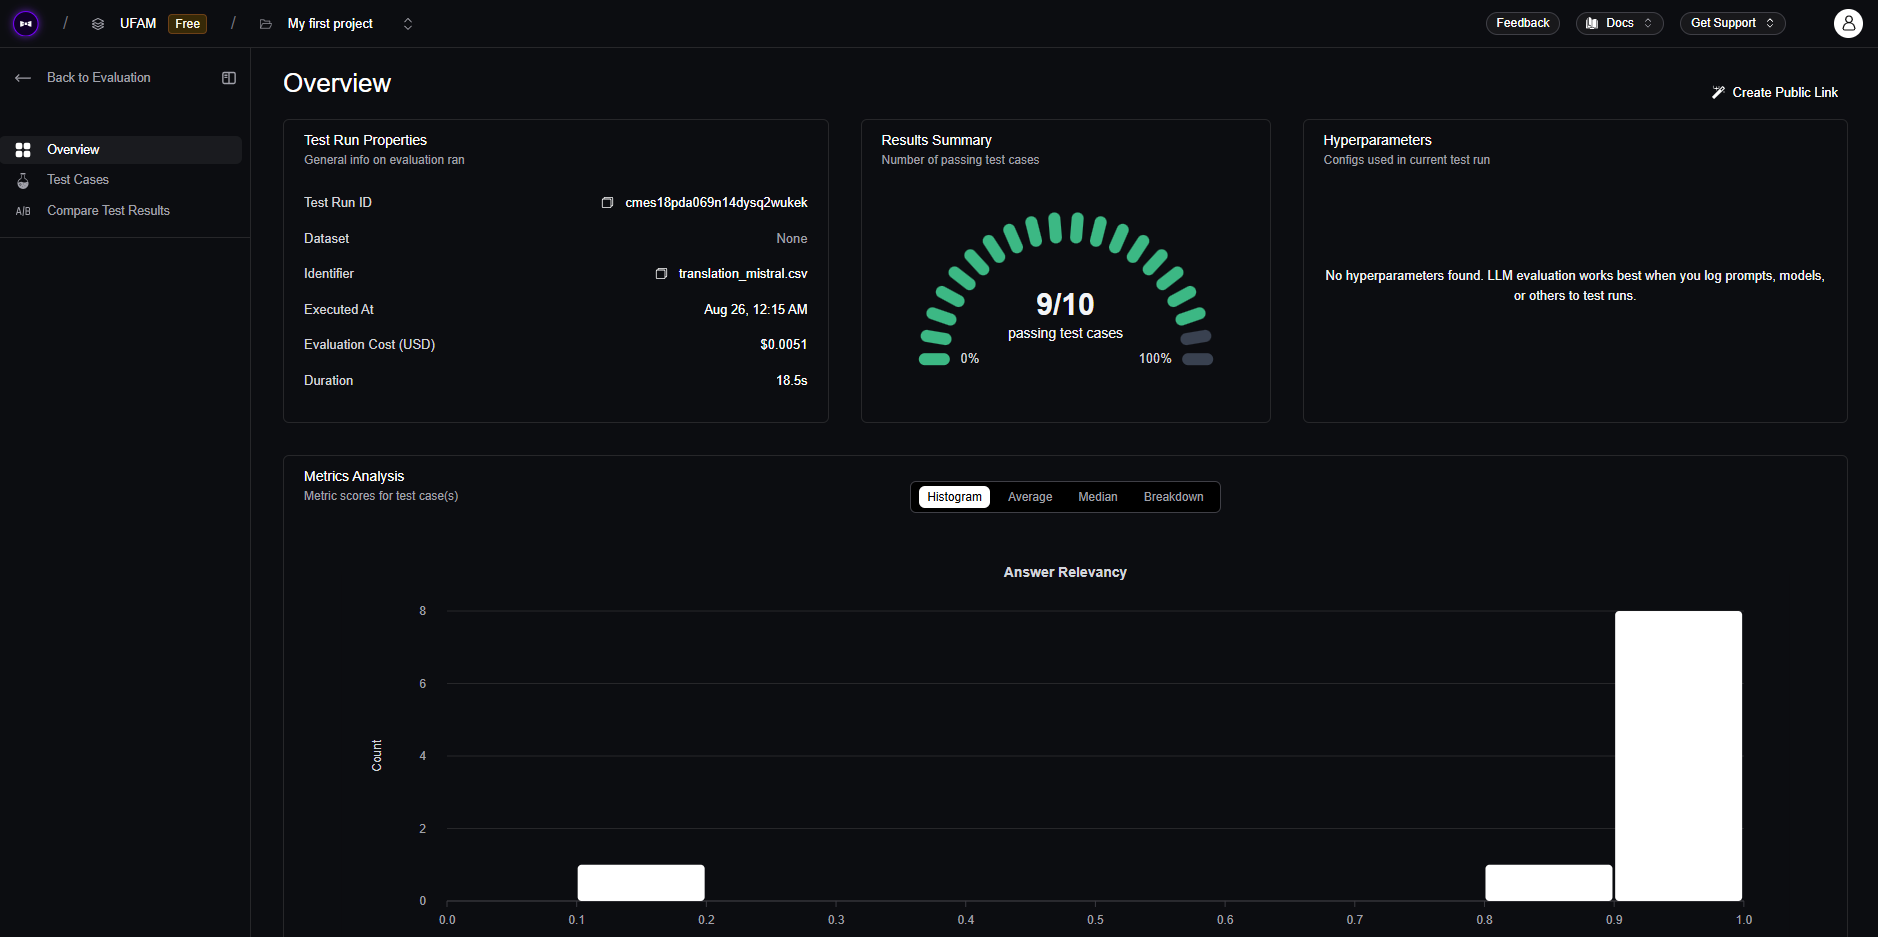 / UFAM Free / My first project
Feedback Docs Get Support
Back to Evaluation
Overview
Test Cases
A/B Compare Test Results
Overview
Create Public Link
Test Run Properties
General info on evaluation ran
Test Run ID cmes18pda069n14dysq2wukek
Dataset None
Identifier translation_mistral.csv
Executed At Aug 26, 12:15 AM
Evaluation Cost (USD) $0.0051
Duration 18.5s
Results Summary
Number of passing test cases
9/10
passing test cases
0% 100%
Hyperparameters
Configs used in current test run
No hyperparameters found. LLM evaluation works best when you log prompts, models,
or others to test runs.
Metrics Analysis
Metric scores for test case(s)
Histogram Average Median Breakdown
Answer Relevancy
Count
8
6
4
2
0
0.0 0.1 0.2 0.3 0.4 0.5 0.6 0.7 0.8 0.9 1.0